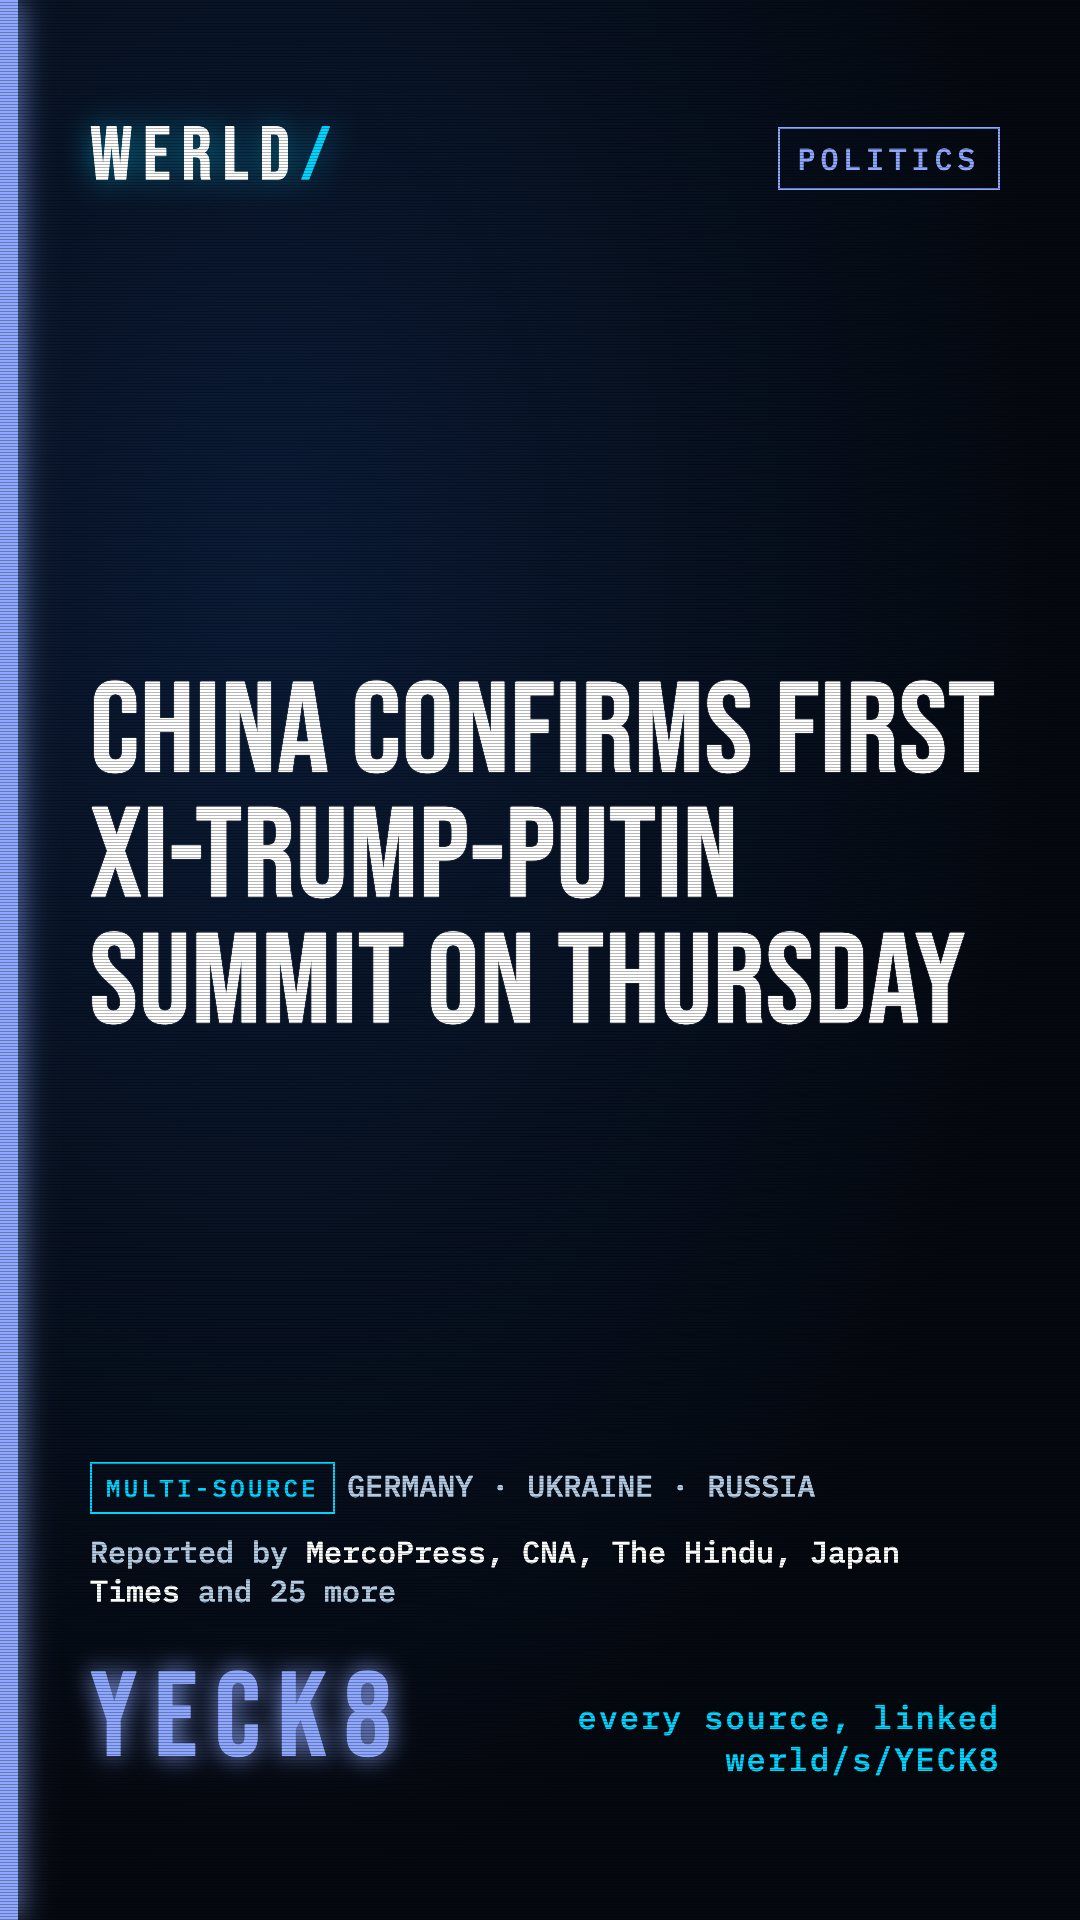 WERLD/
POLITICS
CHINA CONFIRMS FIRST
XI-TRUMP-PUTIN
SUMMIT ON THURSDAY
MULTI-SOURCE GERMANY · UKRAINE · RUSSIA
Reported by MercoPress, CNA, The Hindu, Japan
Times and 25 more
YECK8
every source, linked
werld/s/YECK8